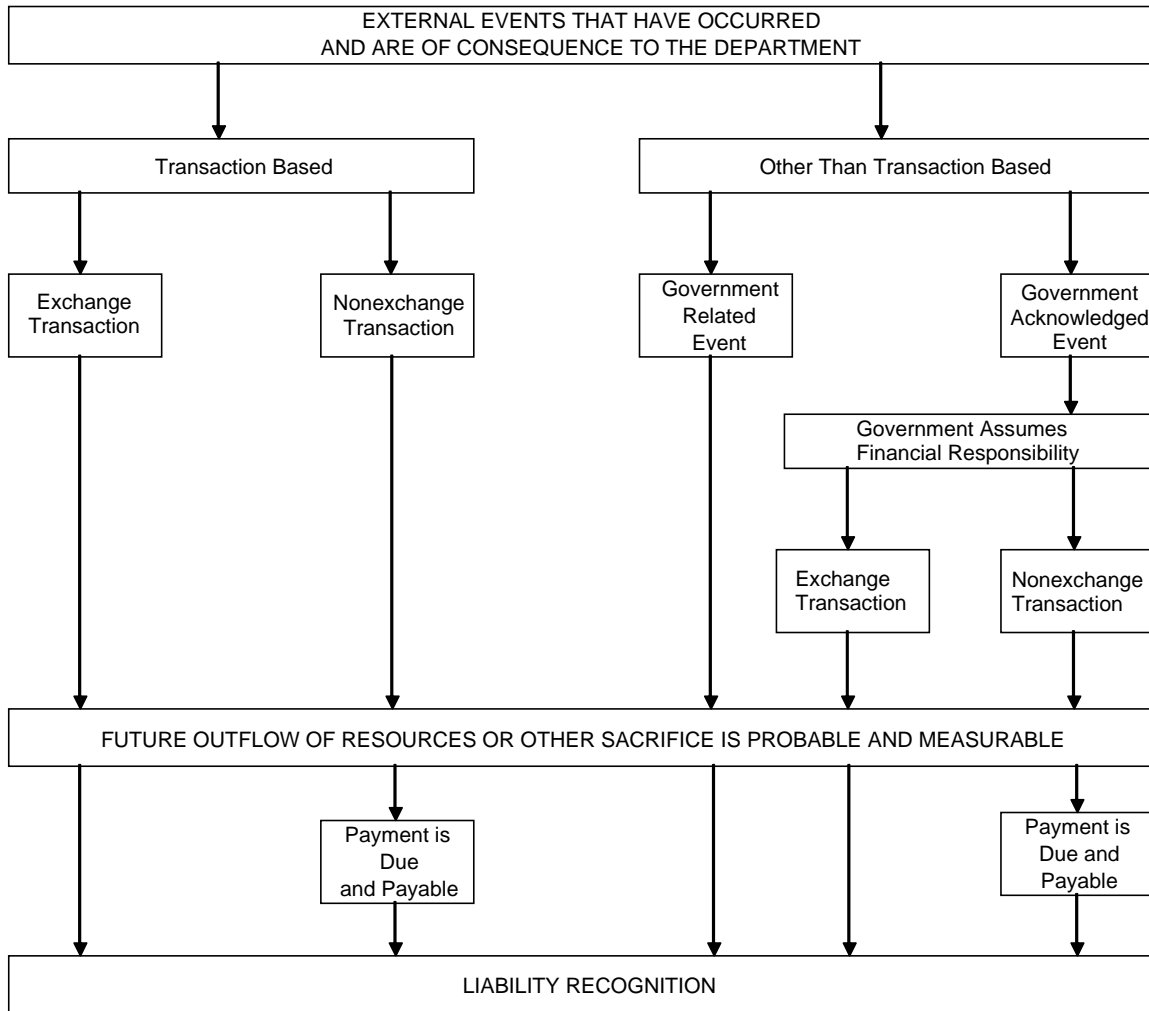 EXTERNAL EVENTS THAT HAVE OCCURRED
AND ARE OF CONSEQUENCE TO THE DEPARTMENT
Transaction Based
Other Than Transaction Based
Exchange
Transaction
Nonexchange
Transaction
Government
Related
Event
Government
Acknowledged
Event
Government Assumes
Financial Responsibility
Exchange
Transaction
Nonexchange
Transaction
FUTURE OUTFLOW OF RESOURCES OR OTHER SACRIFICE IS PROBABLE AND MEASURABLE
Payment is
Due
and Payable
Payment is
Due and
Payable
LIABILITY RECOGNITION